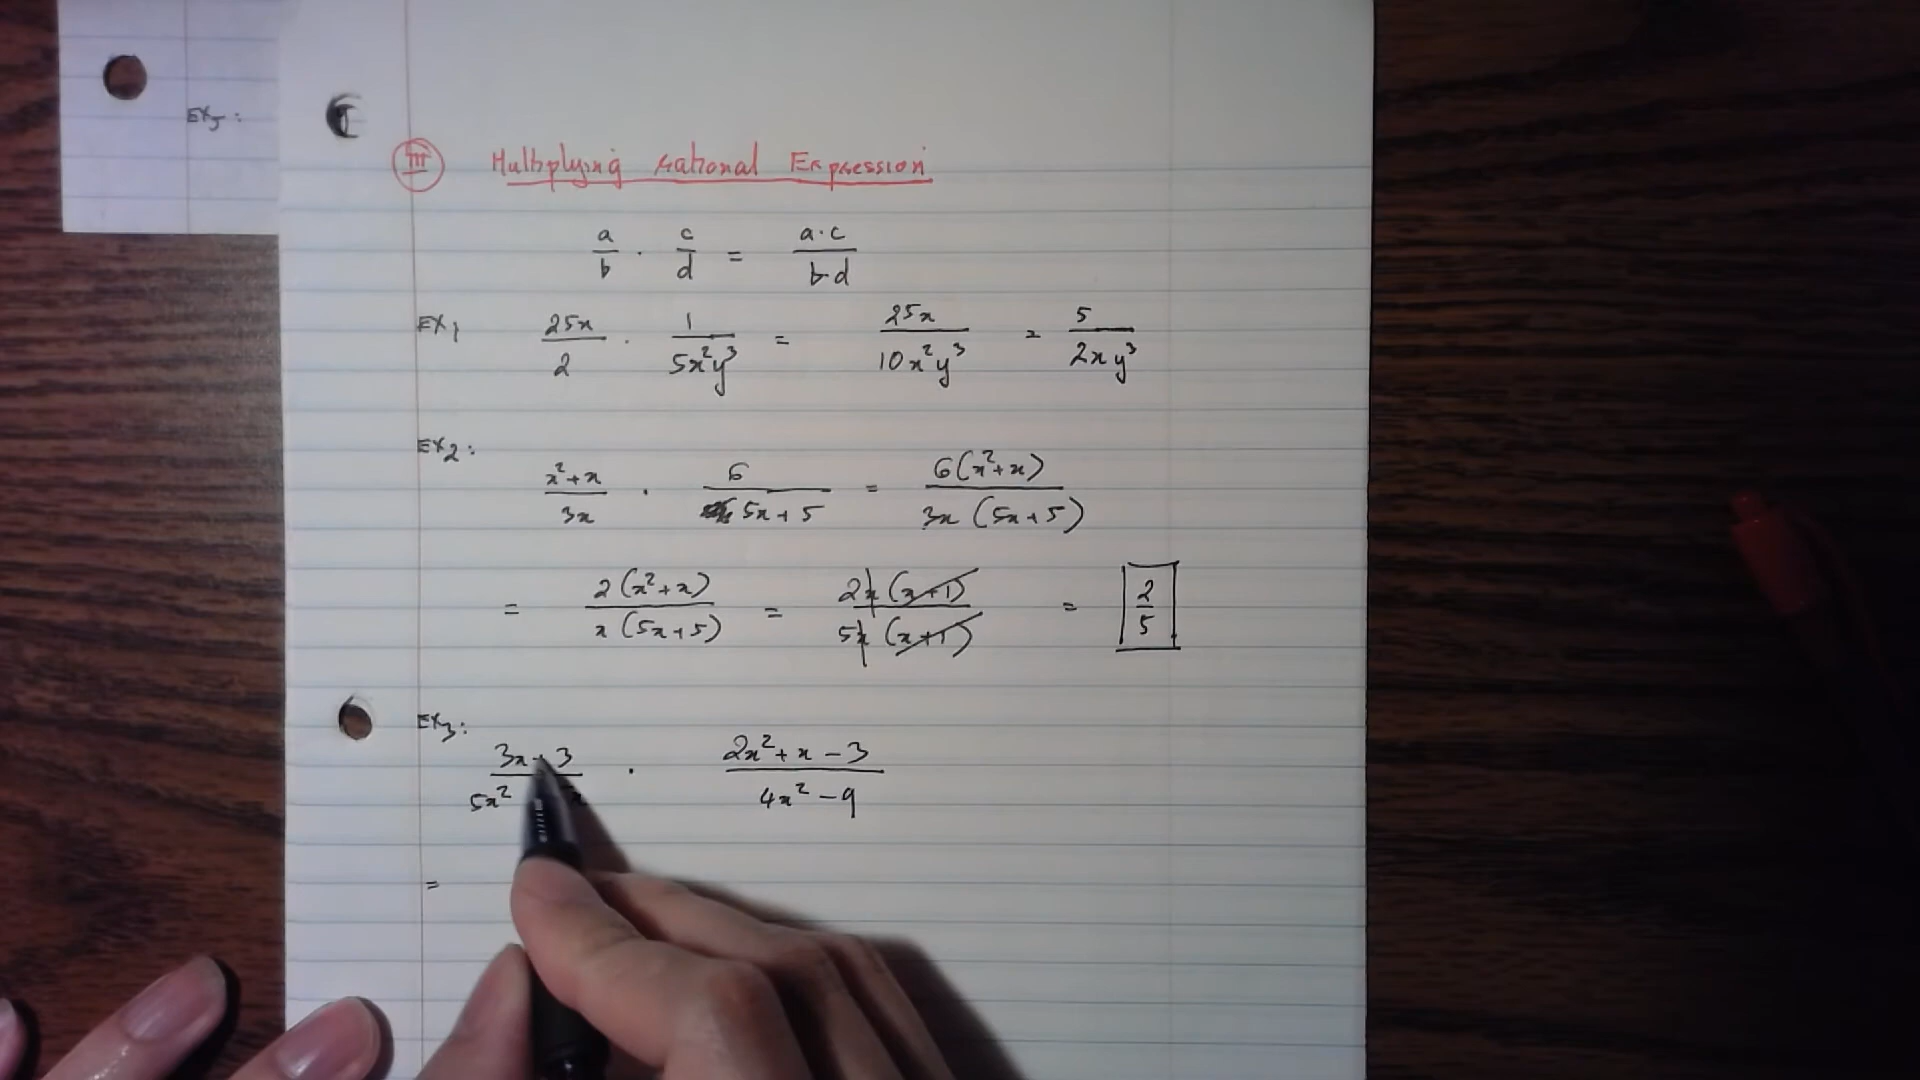 EX5:
III Multiplying rational Expression
a/b · c/d = a·c/b·d
EX1 25x/2 · 1/5x²y³ = 25x/10x²y³ = 5/2xy³
EX2:
x²+x/3x · 6/5x+5 = 6(x²+x)/3x(5x+5)
= 2(x²+x)/x(5x+5) = 2x(x+1)/5x(x+1) = 2/5
EX3:
3x+3/5x² x · 2x²+x-3/4x²-9
=